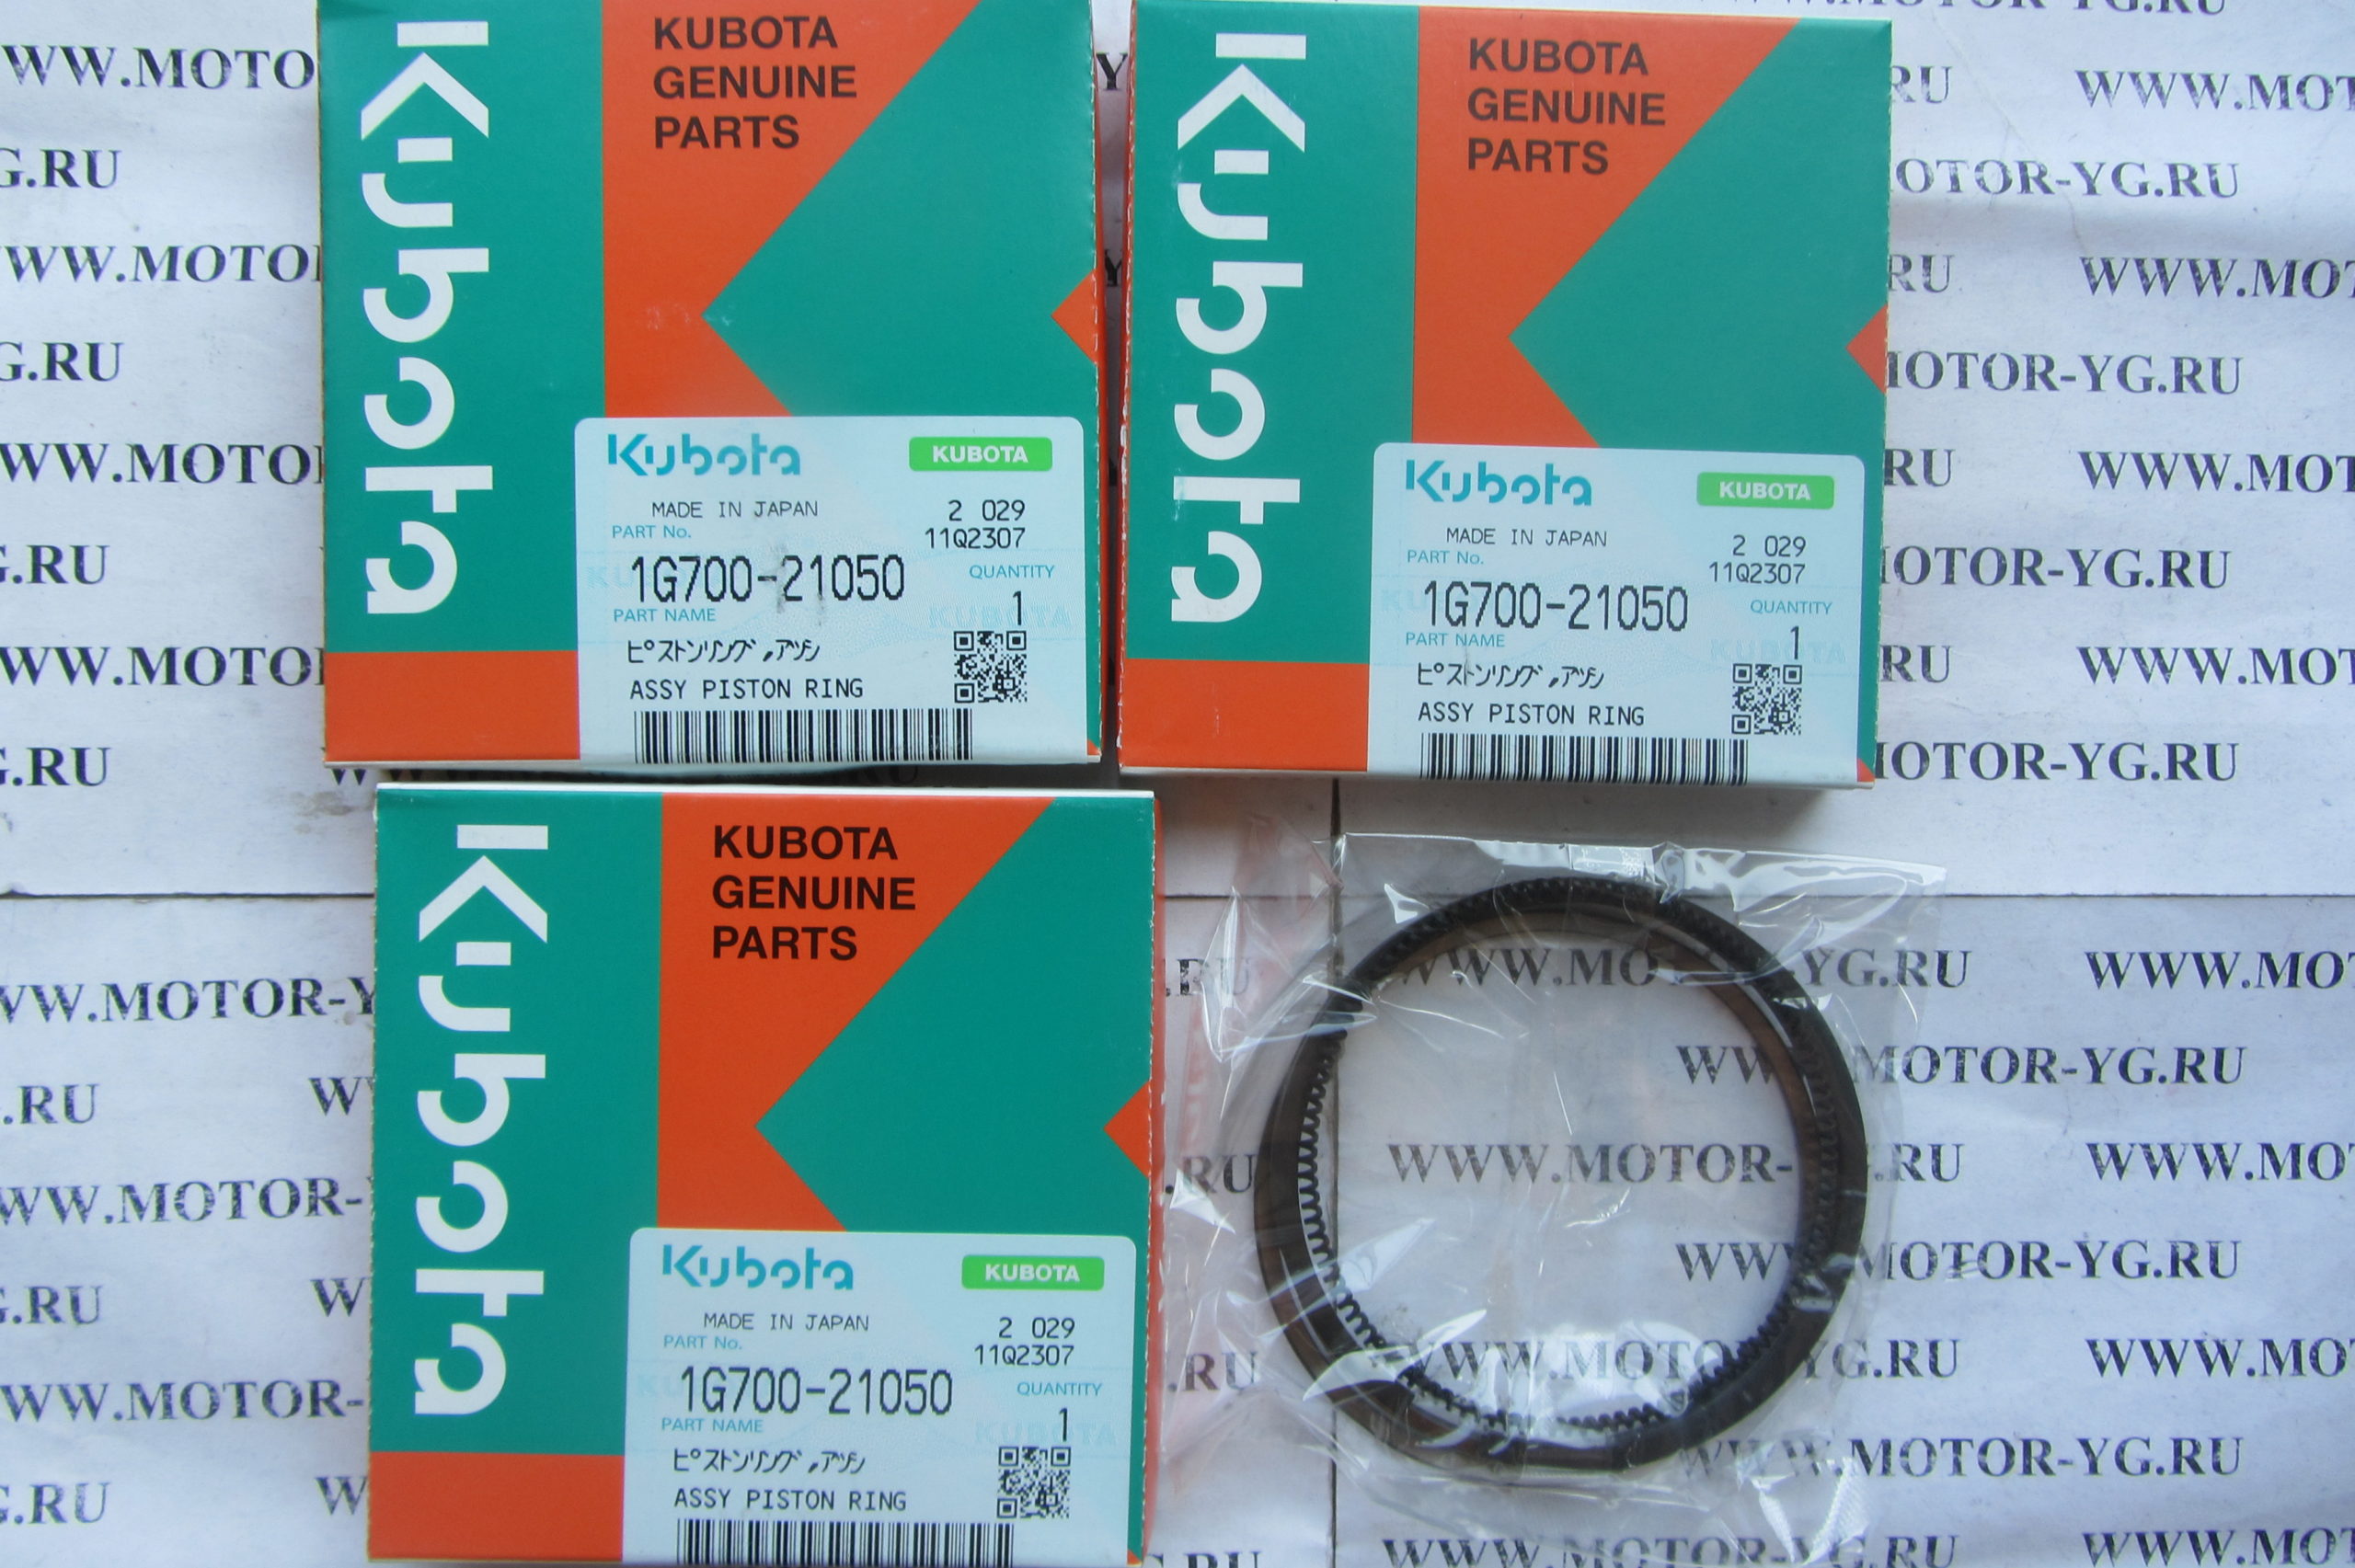 Kubota
KUBOTA
GENUINE
PARTS
Kubota KUBOTA
MADE IN JAPAN 2 029
PART No. 11Q2307
1G700-21050 QUANTITY
PART NAME 1
ピストンリング,アツシ
ASSY PISTON RING
Kubota
KUBOTA
GENUINE
PARTS
Kubota KUBOTA
MADE IN JAPAN 2 029
PART No. 11Q2307
1G700-21050 QUANTITY
PART NAME 1
ピストンリング,アツシ
ASSY PISTON RING
Kubota
KUBOTA
GENUINE
PARTS
Kubota KUBOTA
MADE IN JAPAN 2 029
PART No. 11Q2307
1G700-21050 QUANTITY
PART NAME 1
ピストンリング,アツシ
ASSY PISTON RING
WWW.MOTOR-YG.RU